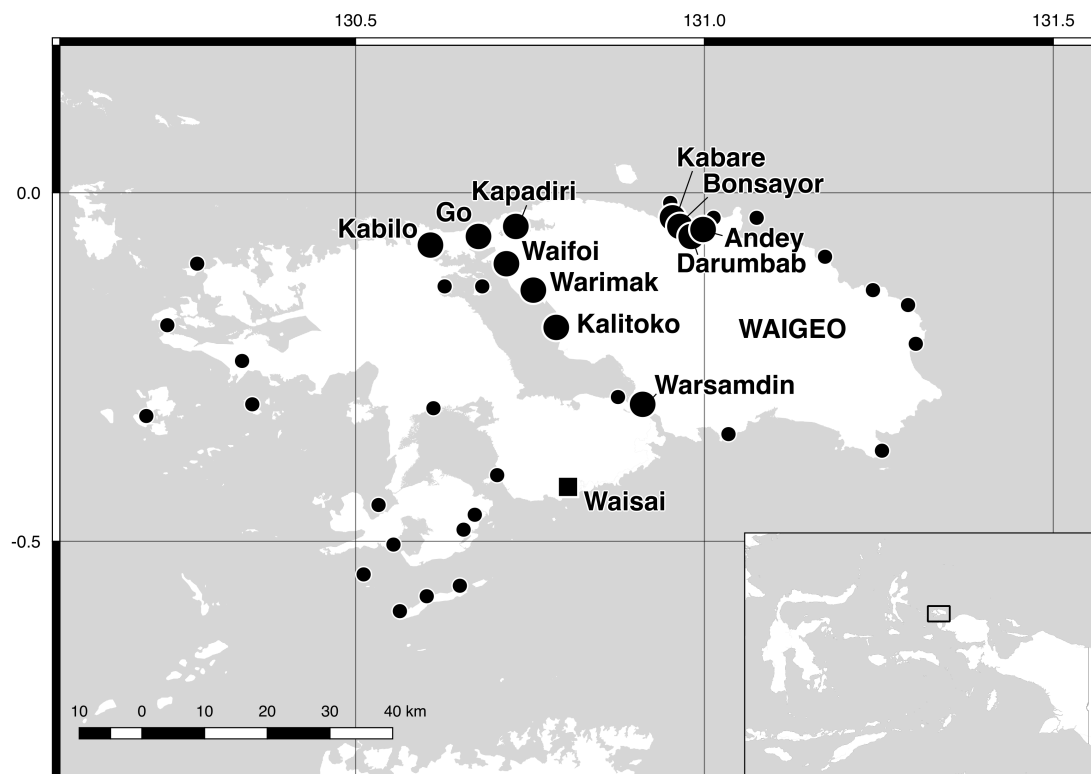 130.5 131.0 131.5
Kabare
0.0
Bonsayor
Kapadiri
Go
Kabilo
Andey
Waifoi
Darumbab
Warimak
Kalitoko
WAIGEO
Warsamdin
Waisai
-0.5
10 0 10 20 30 40 km